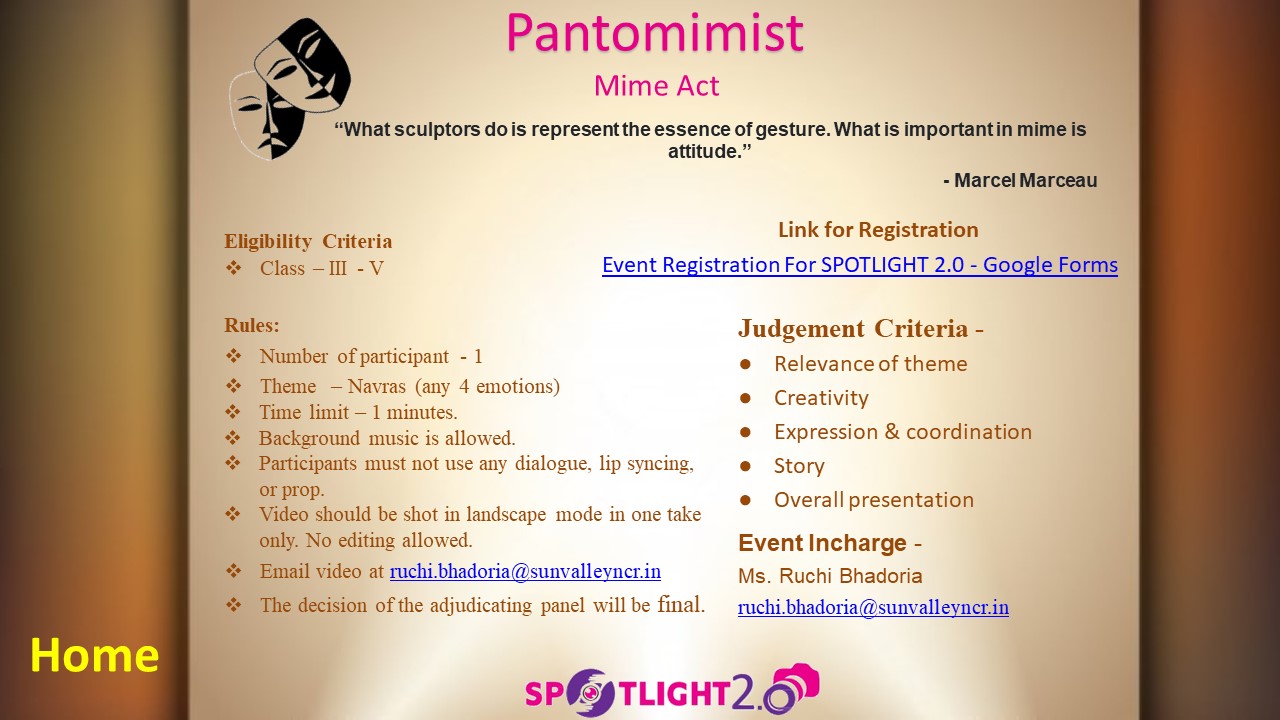 Pantomimist
Mime Act
“What sculptors do is represent the essence of gesture. What is important in mime is
attitude.”
- Marcel Marceau
Eligibility Criteria
❖ Class – III - V
Rules:
❖ Number of participant - 1
❖ Theme – Navras (any 4 emotions)
❖ Time limit – 1 minutes.
❖ Background music is allowed.
❖ Participants must not use any dialogue, lip syncing,
or prop.
❖ Video should be shot in landscape mode in one take
only. No editing allowed.
❖ Email video at ruchi.bhadoria@sunvalleyncr.in
❖ The decision of the adjudicating panel will be final.
Link for Registration
Event Registration For SPOTLIGHT 2.0 - Google Forms
Judgement Criteria -
● Relevance of theme
● Creativity
● Expression & coordination
● Story
● Overall presentation
Event Incharge -
Ms. Ruchi Bhadoria
ruchi.bhadoria@sunvalleyncr.in
Home
SPOTLIGHT 2.0